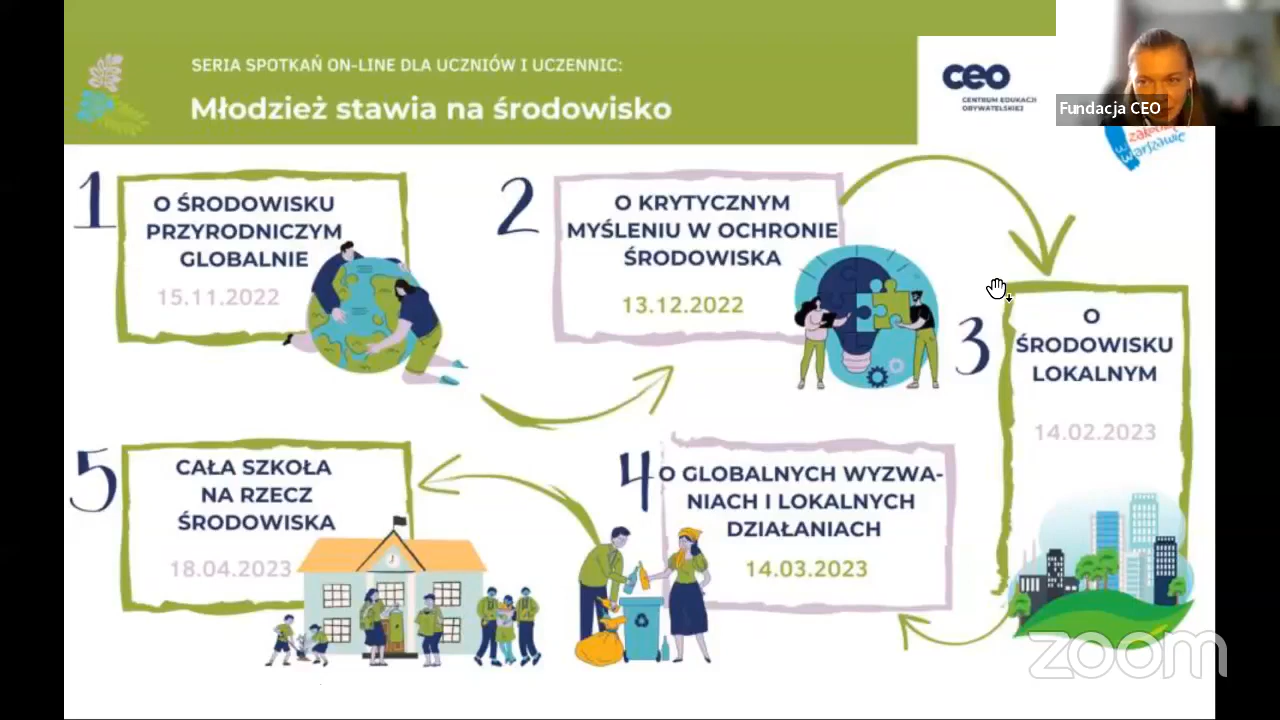 SERIA SPOTKAŃ ON-LINE DLA UCZNIÓW I UCZENNIC:
Młodzież stawia na środowisko
ceo
CENTRUM EDUKACJI
OBYWATELSKIEJ
Fundacja CEO
w Warszawie
1
O ŚRODOWISKU
PRZYRODNICZYM
GLOBALNIE
15.11.2022
2
O KRYTYCZNYM
MYŚLENIU W OCHRONIE
ŚRODOWISKA
13.12.2022
3
O
ŚRODOWISKU
LOKALNYM
14.02.2023
4
O GLOBALNYCH WYZWA-
NIACH I LOKALNYCH
DZIAŁANIACH
14.03.2023
5
CAŁA SZKOŁA
NA RZECZ
ŚRODOWISKA
18.04.2023
zoom